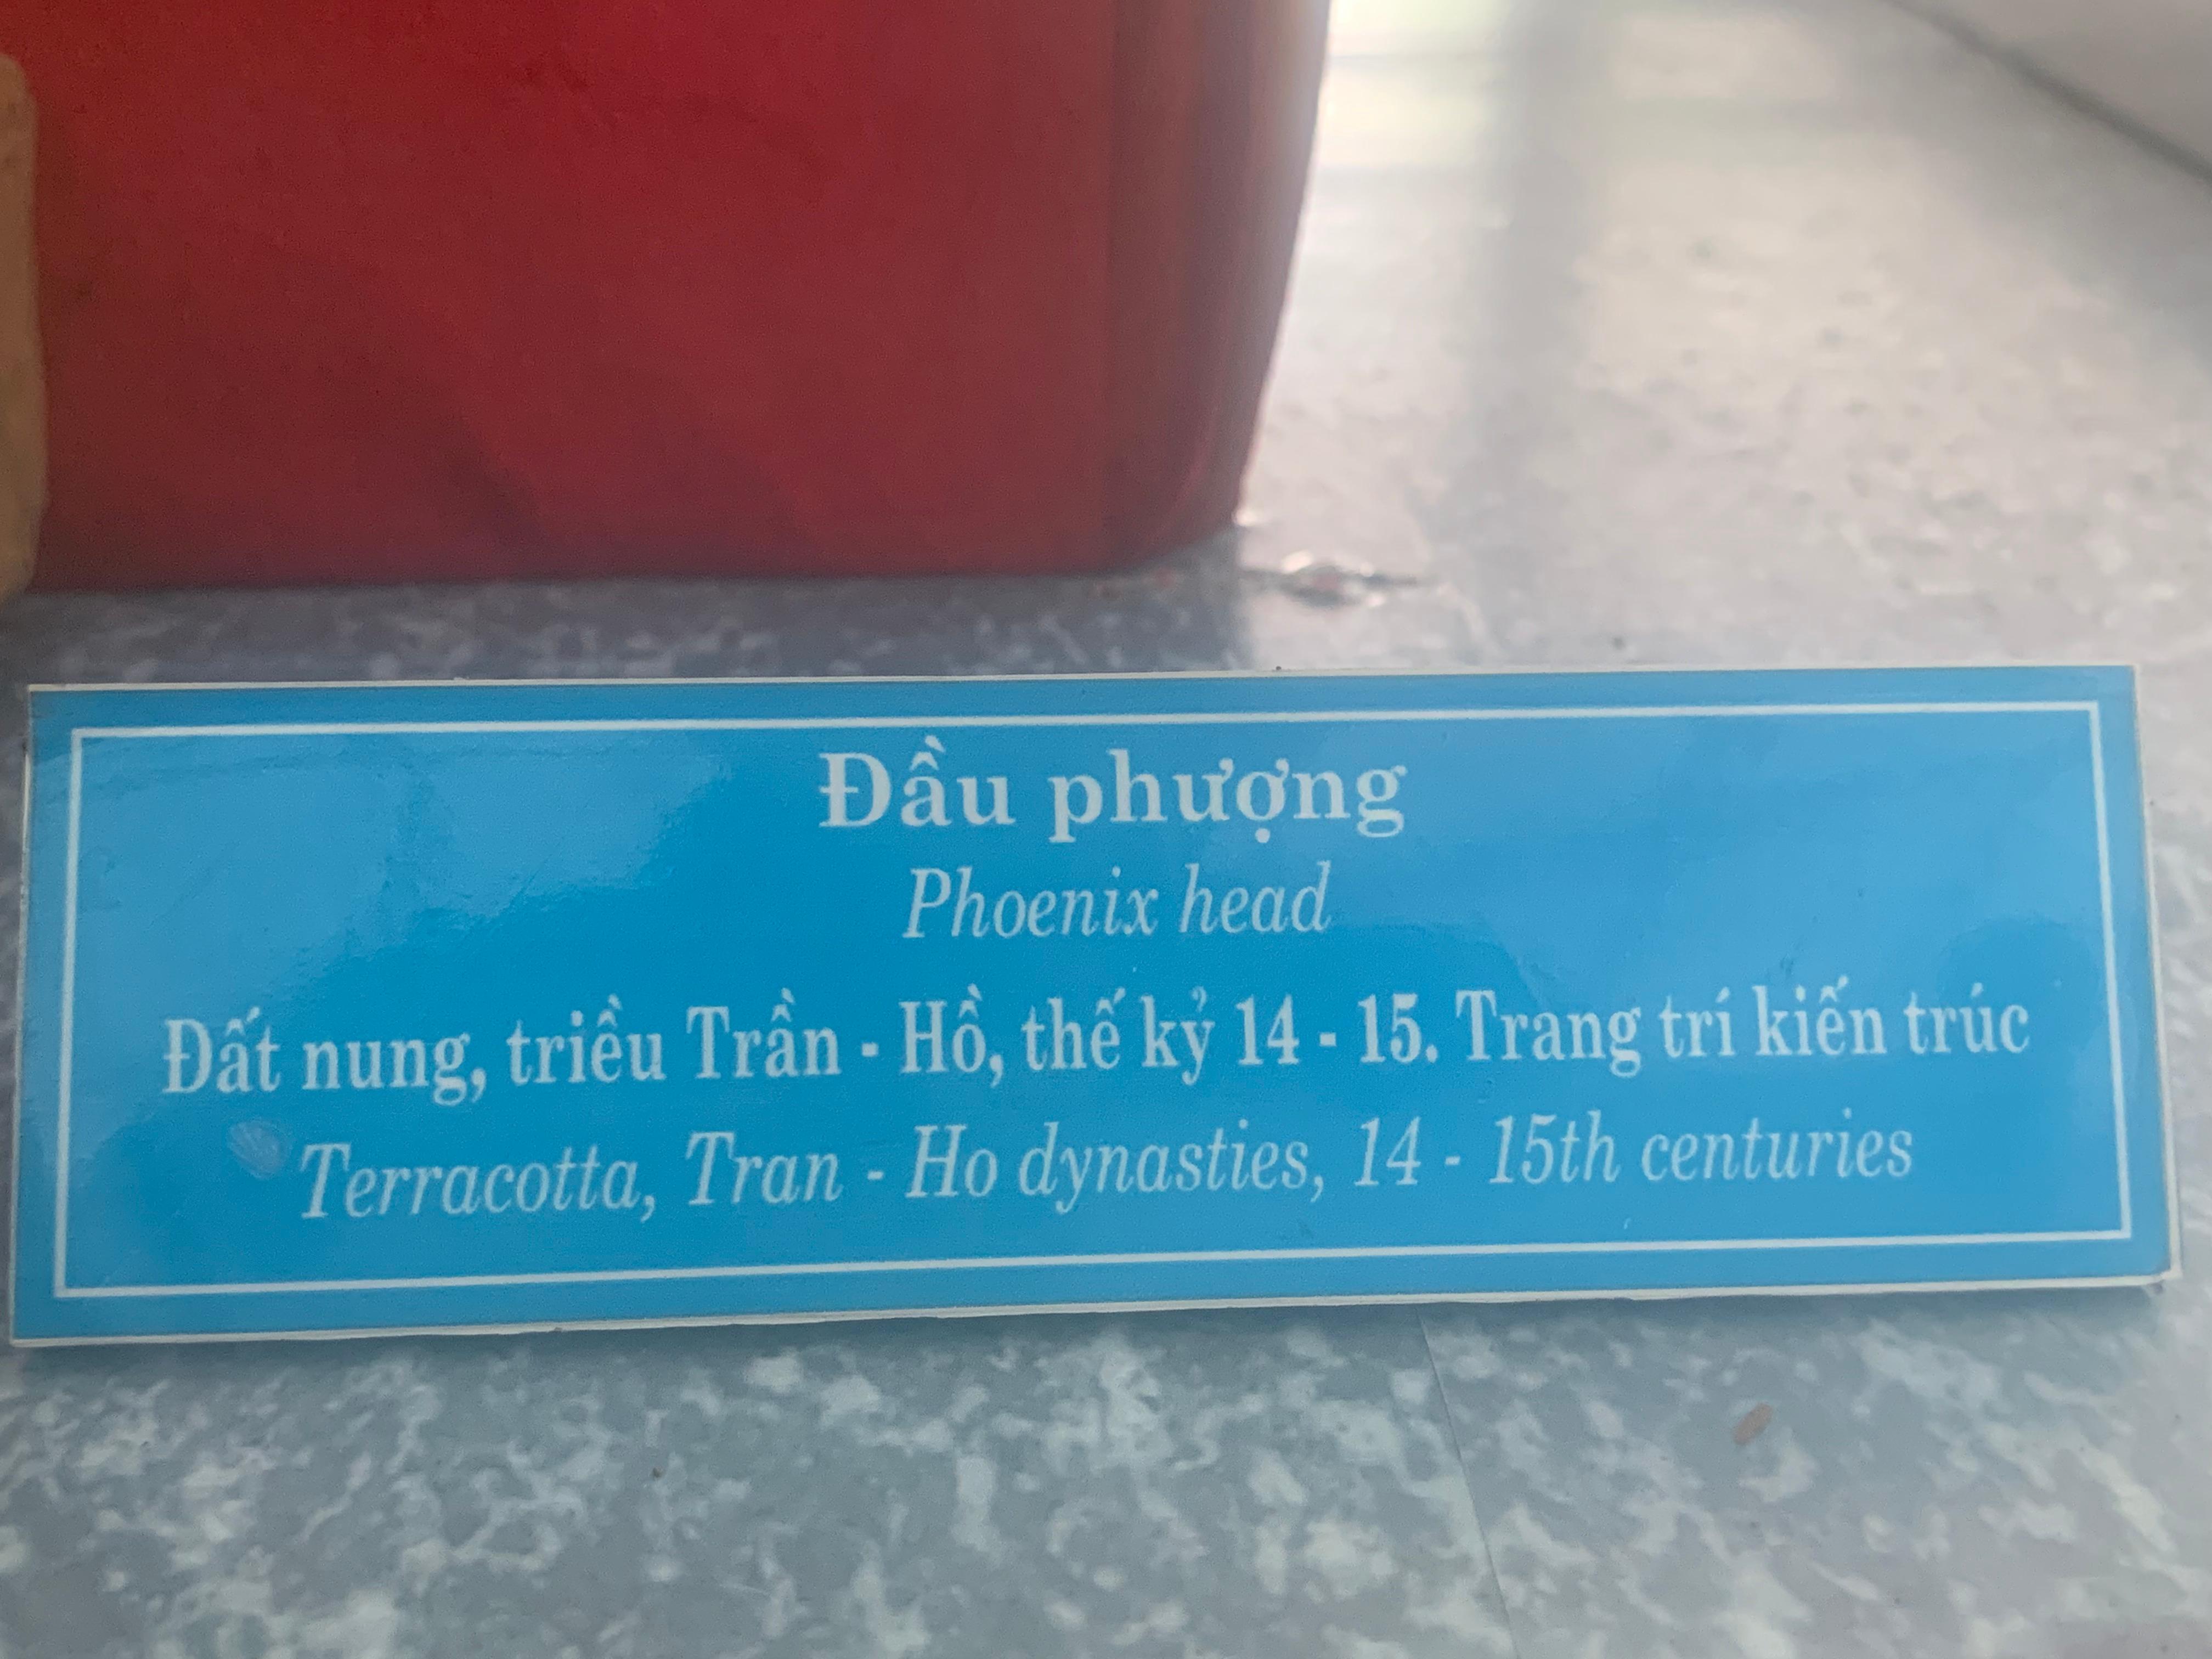 Đầu phượng
Phoenix head
Đất nung, triều Trần - Hồ, thế kỷ 14 - 15. Trang trí kiến trúc
Terracotta, Tran - Ho dynasties, 14 - 15th centuries